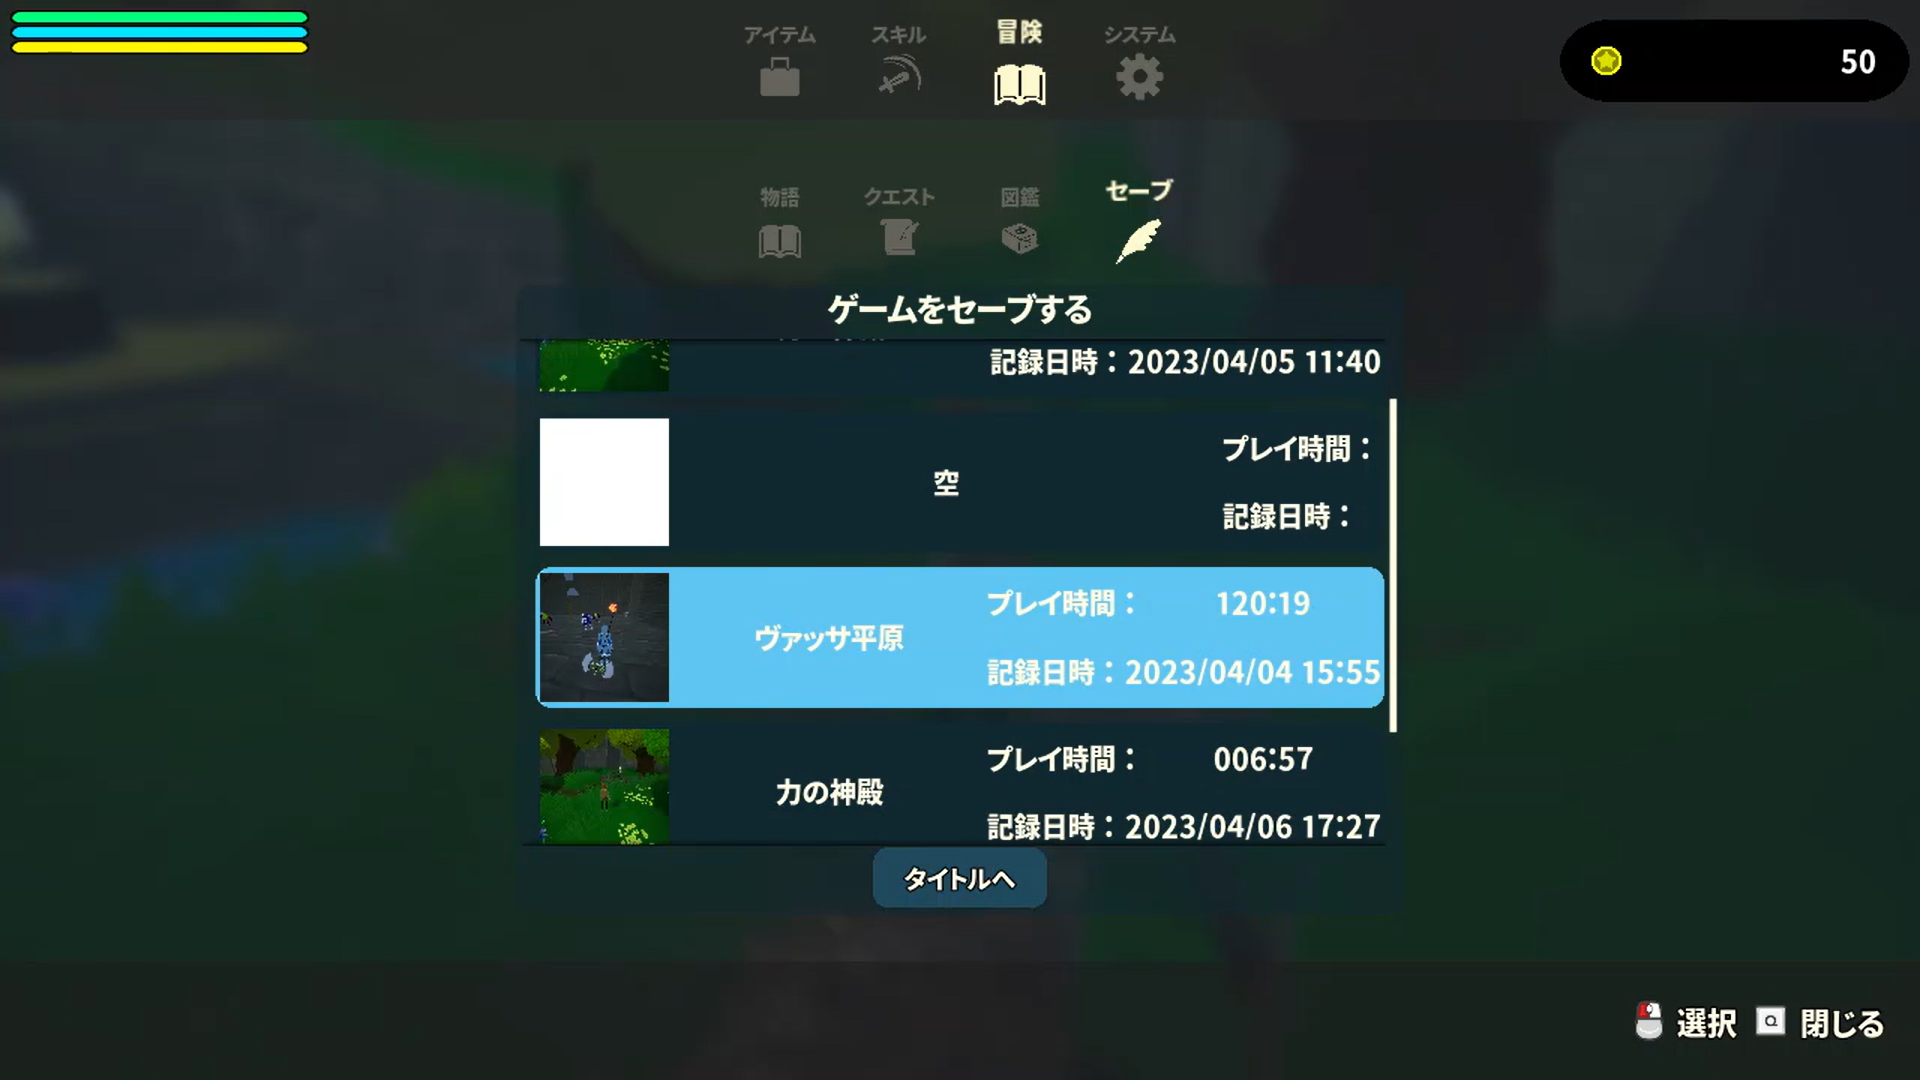 アイテム
スキル
冒険
システム
50
物語
クエスト
図鑑
セーブ
ゲームをセーブする
記録日時：2023/04/05 11:40
空
プレイ時間：
記録日時：
ヴァッサ平原
プレイ時間： 120:19
記録日時：2023/04/04 15:55
力の神殿
プレイ時間： 006:57
記録日時：2023/04/06 17:27
タイトルへ
選択
Q 閉じる